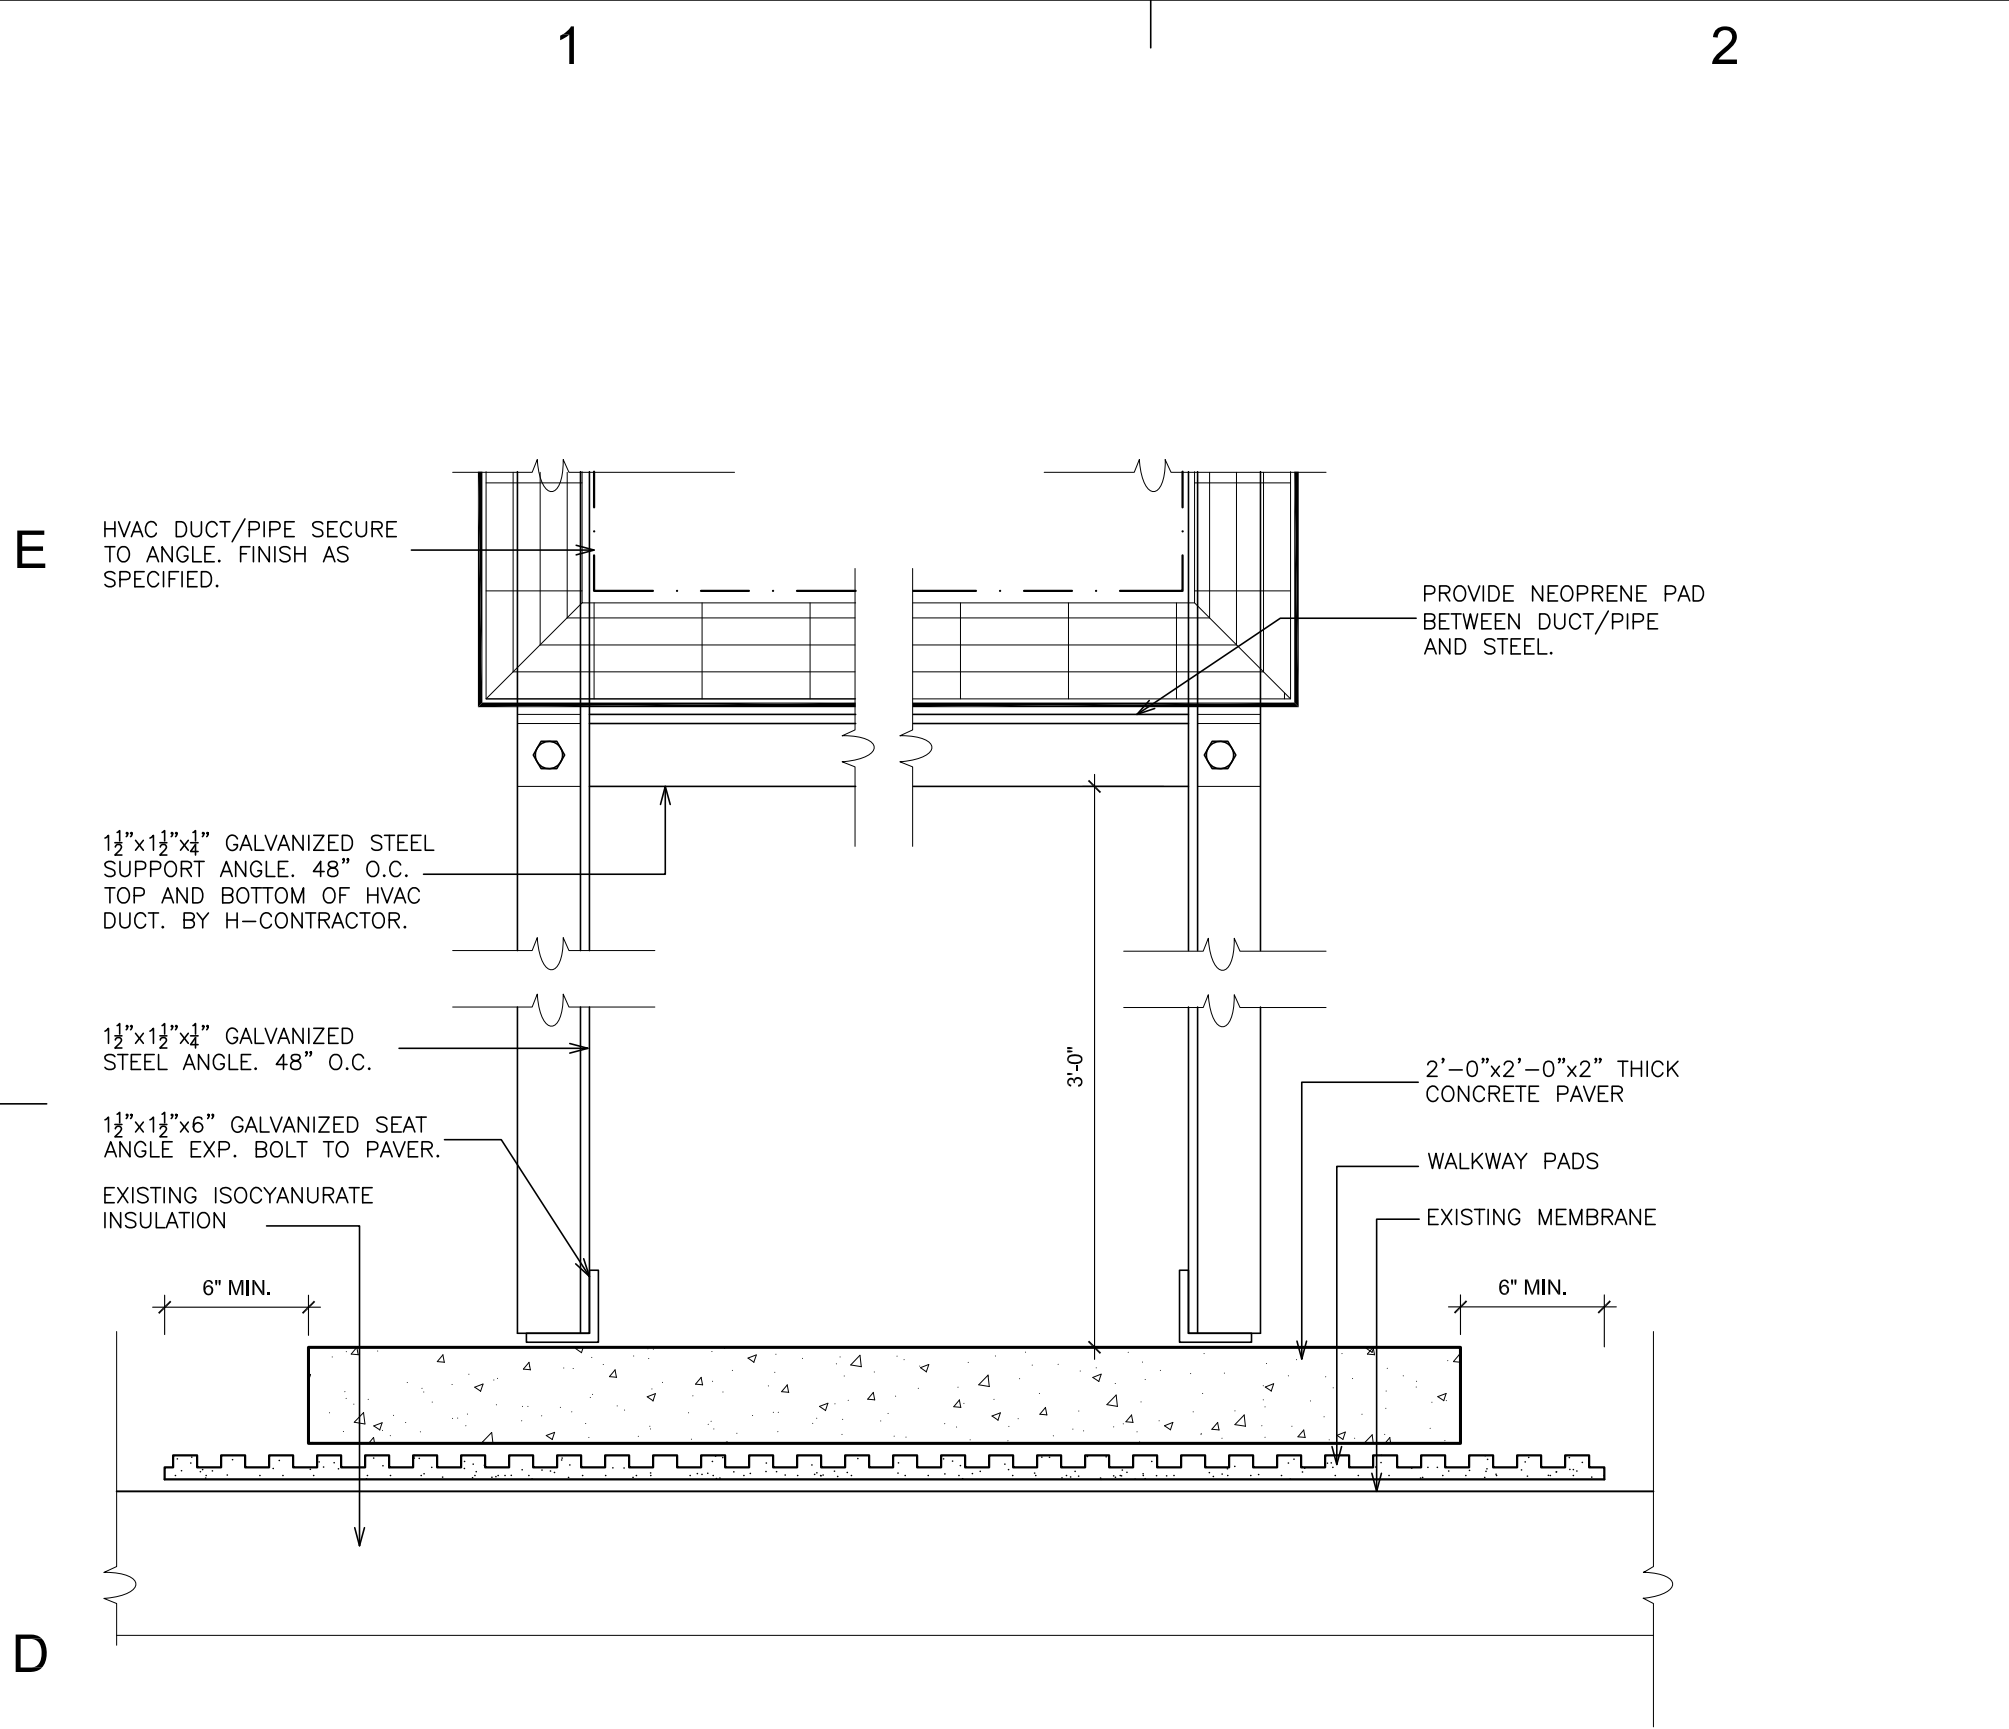 1
2
E
HVAC DUCT/PIPE SECURE
TO ANGLE. FINISH AS
SPECIFIED.
PROVIDE NEOPRENE PAD
BETWEEN DUCT/PIPE
AND STEEL.
1½"x1½"x¼" GALVANIZED STEEL
SUPPORT ANGLE. 48" O.C.
TOP AND BOTTOM OF HVAC
DUCT. BY H-CONTRACTOR.
1½"x1½"x¼" GALVANIZED
STEEL ANGLE. 48" O.C.
3'-0"
2'-0"x2'-0"x2" THICK
CONCRETE PAVER
1½"x1½"x6" GALVANIZED SEAT
ANGLE EXP. BOLT TO PAVER.
WALKWAY PADS
EXISTING ISOCYANURATE
INSULATION
EXISTING MEMBRANE
6" MIN.
6" MIN.
D